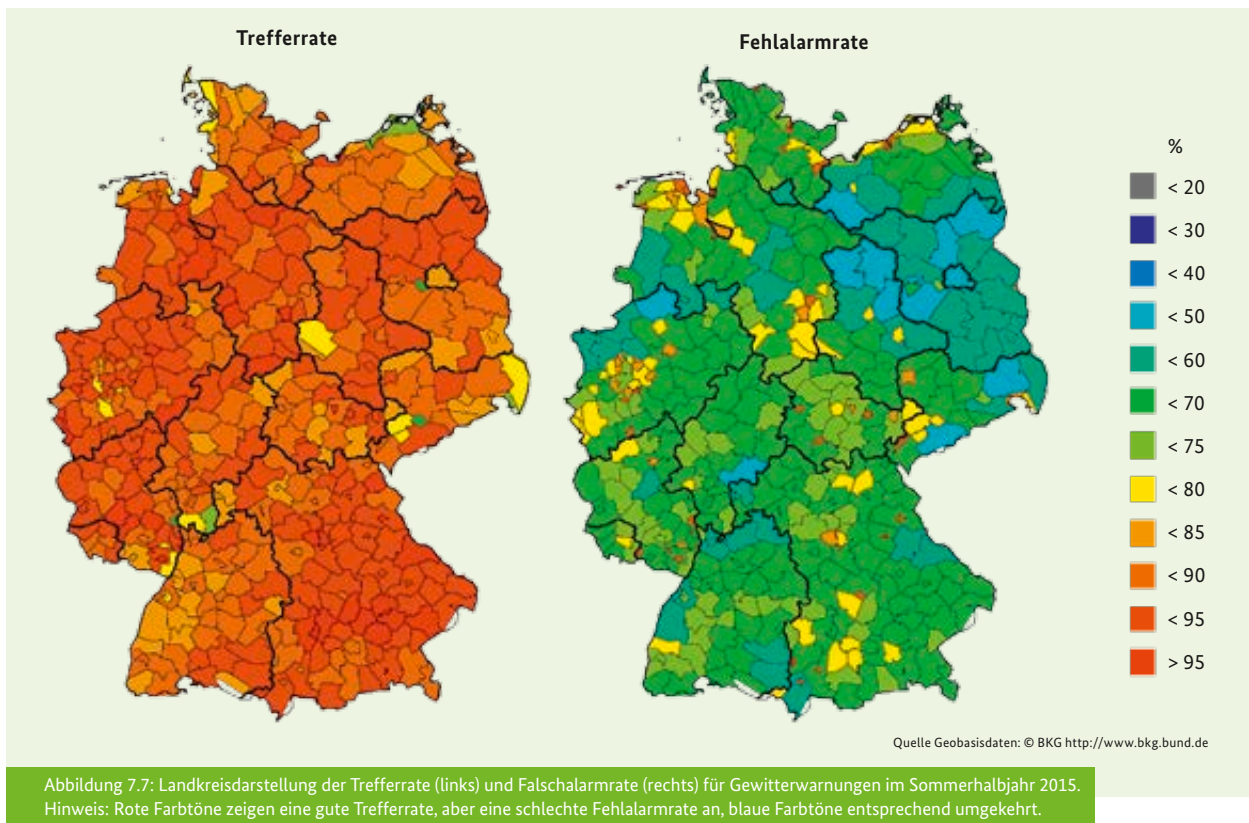 Trefferrate
Fehlalarmrate
%
< 20
< 30
< 40
< 50
< 60
< 70
< 75
< 80
< 85
< 90
< 95
> 95
Quelle Geobasisdaten: © BKG http://www.bkg.bund.de
Abbildung 7.7: Landkreisdarstellung der Trefferrate (links) und Falschalarmrate (rechts) für Gewitterwarnungen im Sommerhalbjahr 2015.
Hinweis: Rote Farbtöne zeigen eine gute Trefferrate, aber eine schlechte Fehlalarmrate an, blaue Farbtöne entsprechend umgekehrt.